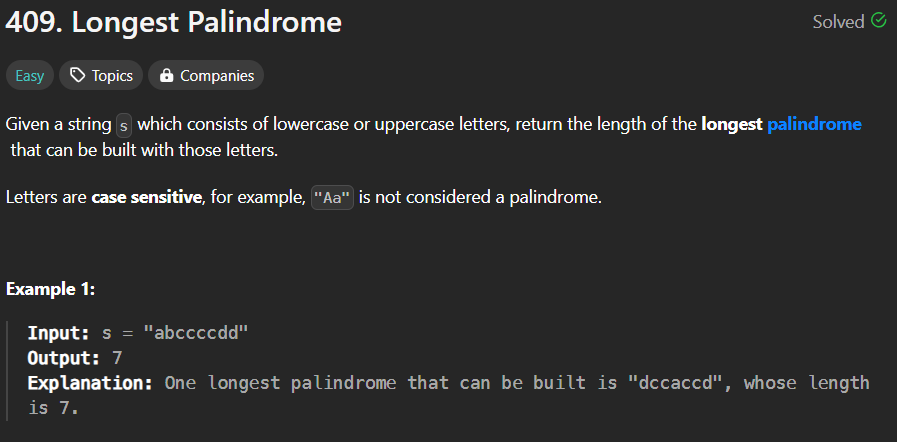 409. Longest Palindrome
Solved
Easy
Topics
Companies
Given a string s which consists of lowercase or uppercase letters, return the length of the longest palindrome
that can be built with those letters.
Letters are case sensitive, for example, "Aa" is not considered a palindrome.
Example 1:
Input: s = "abccccdd"
Output: 7
Explanation: One longest palindrome that can be built is "dccaccd", whose length
is 7.